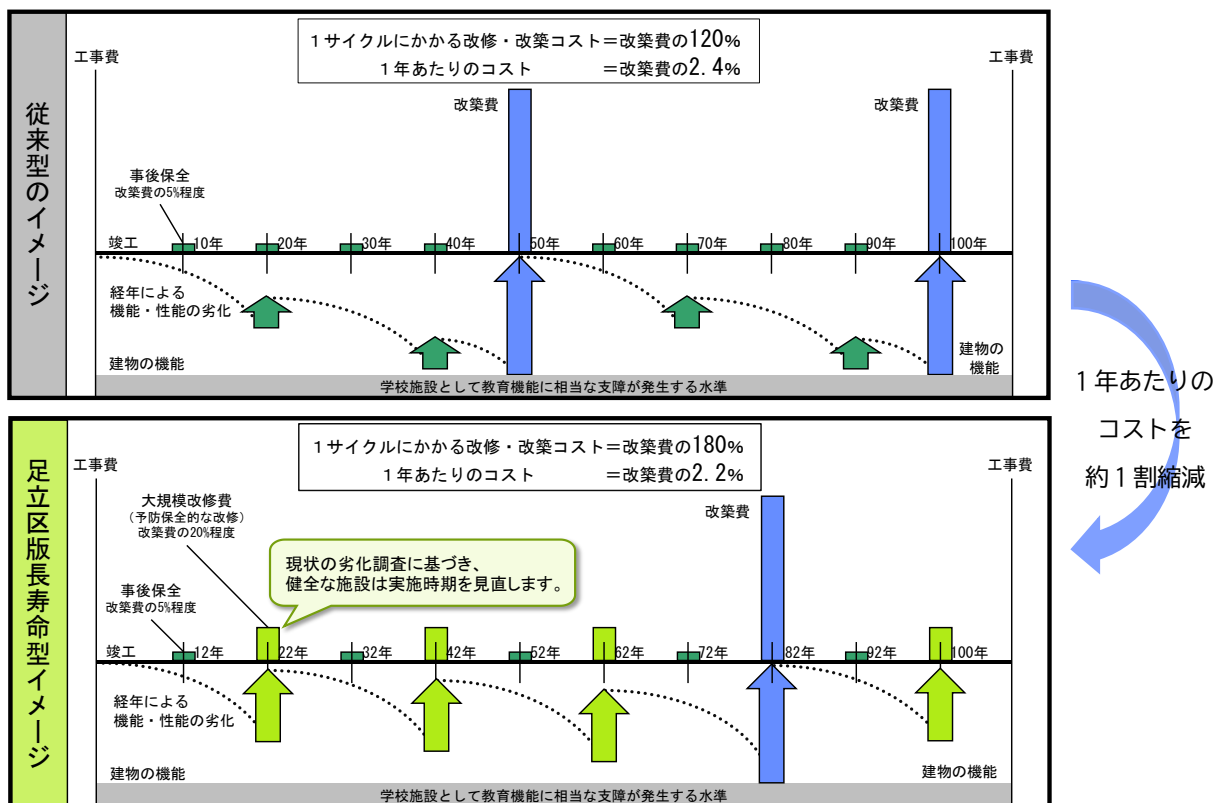 従来型のイメージ
1サイクルにかかる改修・改築コスト＝改築費の120%
1年あたりのコスト　　　＝改築費の2.4%
工事費
工事費
改築費
改築費
事後保全
改築費の5%程度
竣工
10年
20年
30年
40年
50年
60年
70年
80年
90年
100年
経年による
機能・性能の劣化
建物の機能
建物の
機能
学校施設として教育機能に相当な支障が発生する水準
1年あたりの
コストを
約1割縮減
足立区版長寿命型イメージ
1サイクルにかかる改修・改築コスト＝改築費の180%
1年あたりのコスト　　　＝改築費の2.2%
工事費
工事費
大規模改修費
（予防保全的な改修）
改築費の20%程度
改築費
現状の劣化調査に基づき、
健全な施設は実施時期を見直します。
事後保全
改築費の5%程度
竣工
12年
22年
32年
42年
52年
62年
72年
82年
92年
100年
経年による
機能・性能の劣化
建物の機能
建物の機能
学校施設として教育機能に相当な支障が発生する水準